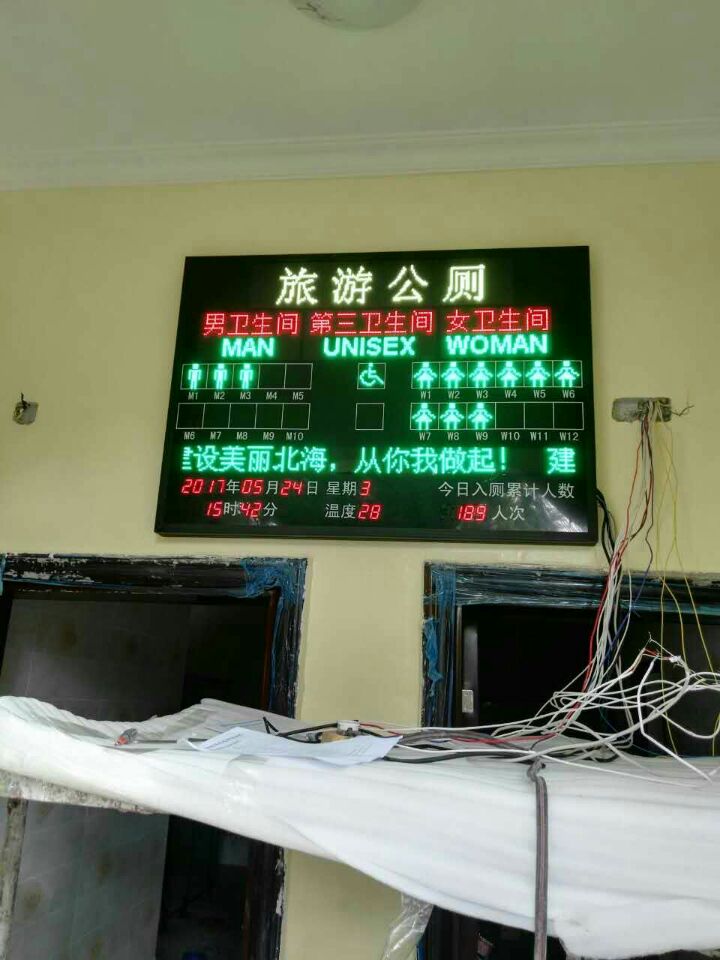 旅游公厕
男卫生间 第三卫生间 女卫生间
MAN UNISEX WOMAN
M1 M2 M3 M4 M5 W1 W2 W3 W4 W5 W6
M6 M7 M8 M9 M10 W7 W8 W9 W10 W11 W12
建设美丽北海，从你我做起！ 建
2017年05月24日 星期3 今日入厕累计人数
15时42分 温度28 189人次